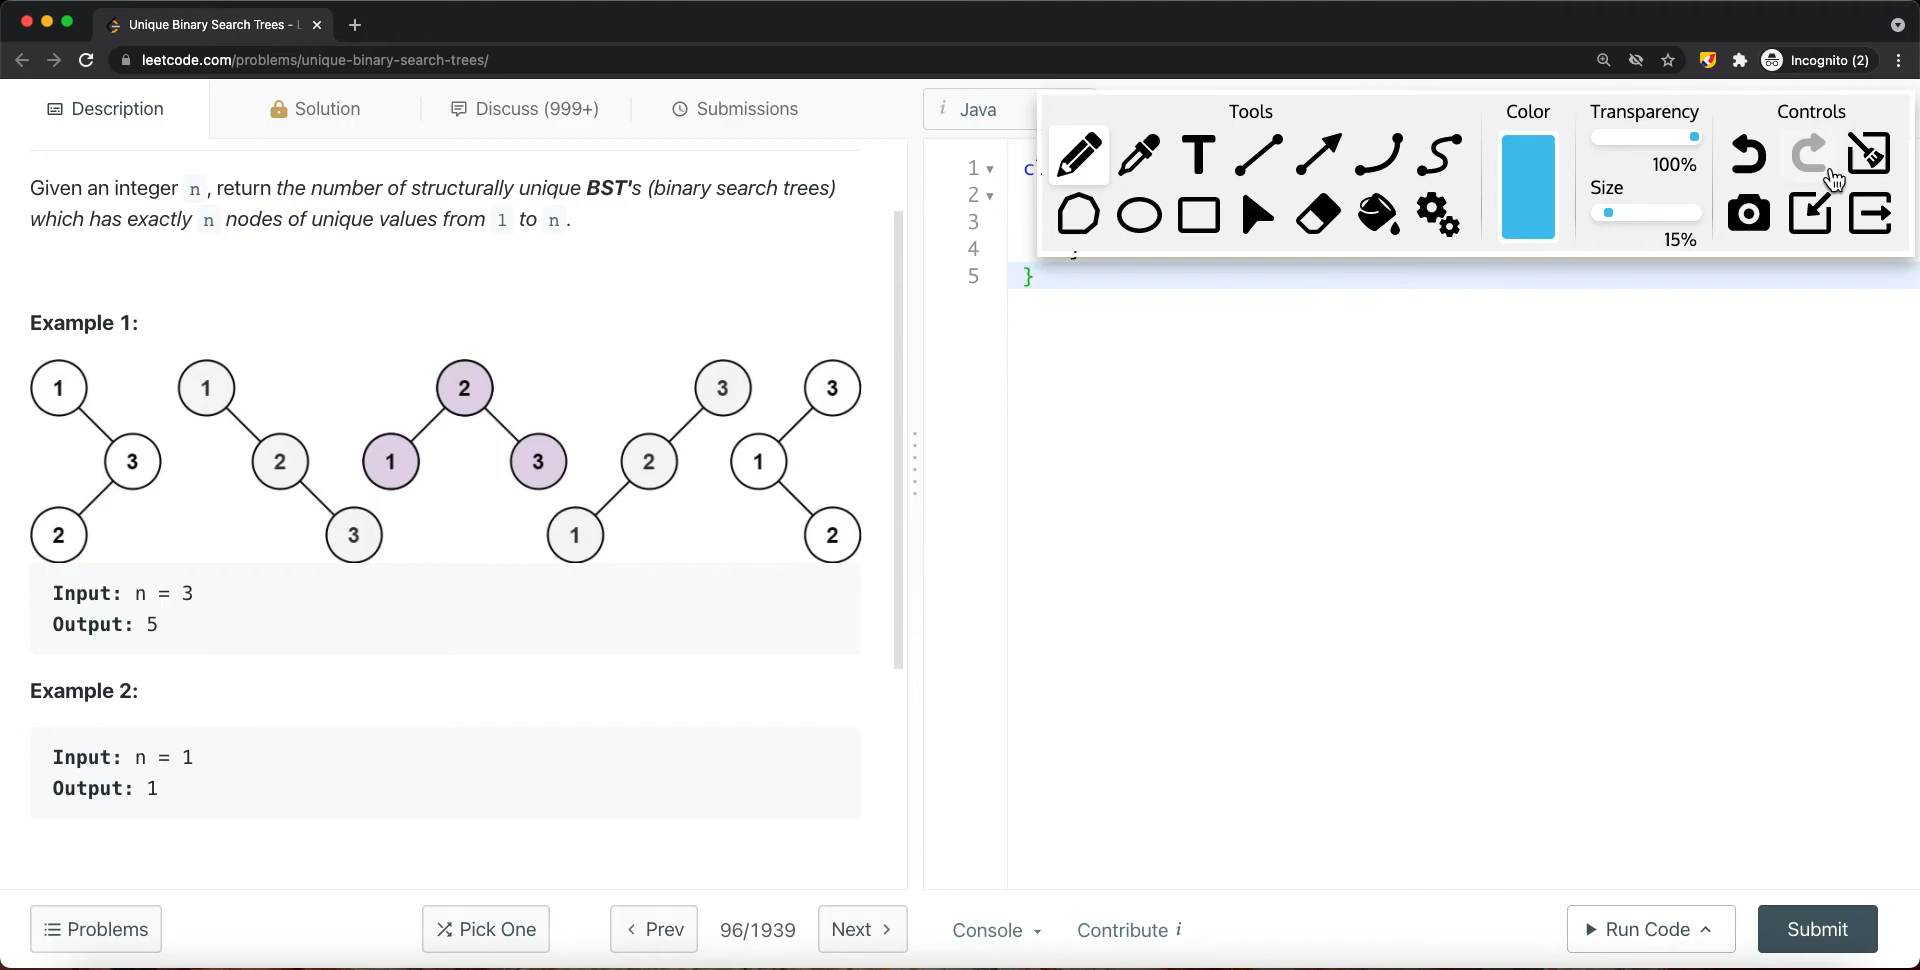 Unique Binary Search Trees - L
leetcode.com/problems/unique-binary-search-trees/
Incognito (2)
Description
Solution
Discuss (999+)
Submissions
i Java
Tools
Color
Transparency
100%
Size
15%
Controls
Given an integer n, return the number of structurally unique BST's (binary search trees)
which has exactly n nodes of unique values from 1 to n.
1
2
3
4
5 }
Example 1:
1 1 2 3 3
3 2 1 3 2 1
2 3 1 2
Input: n = 3
Output: 5
Example 2:
Input: n = 1
Output: 1
Problems
Pick One
Prev
96/1939
Next
Console
Contribute i
Run Code
Submit